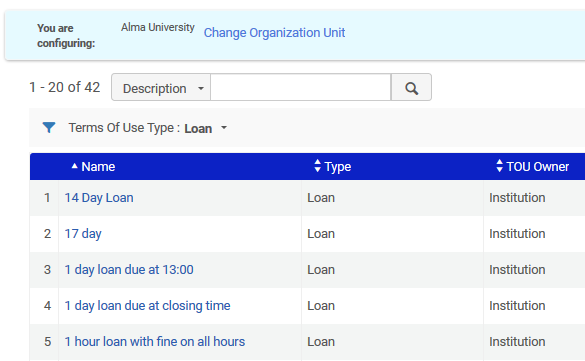 You are configuring:
Alma University
Change Organization Unit
1 - 20 of 42
Description
Terms Of Use Type : Loan
Name Type TOU Owner
1 14 Day Loan Loan Institution
2 17 day Loan Institution
3 1 day loan due at 13:00 Loan Institution
4 1 day loan due at closing time Loan Institution
5 1 hour loan with fine on all hours Loan Institution